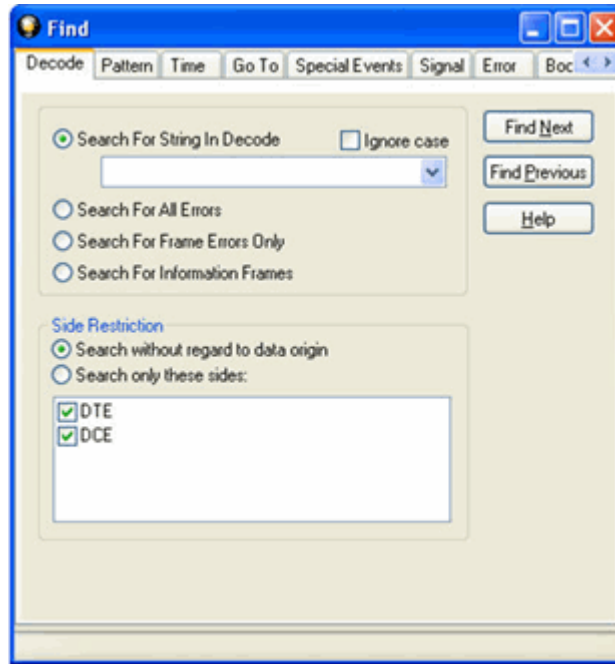 Find
Decode Pattern Time Go To Special Events Signal Error Boc
Search For String In Decode Ignore case
Find Next
Find Previous
Search For All Errors
Help
Search For Frame Errors Only
Search For Information Frames
Side Restriction
Search without regard to data origin
Search only these sides:
DTE
DCE